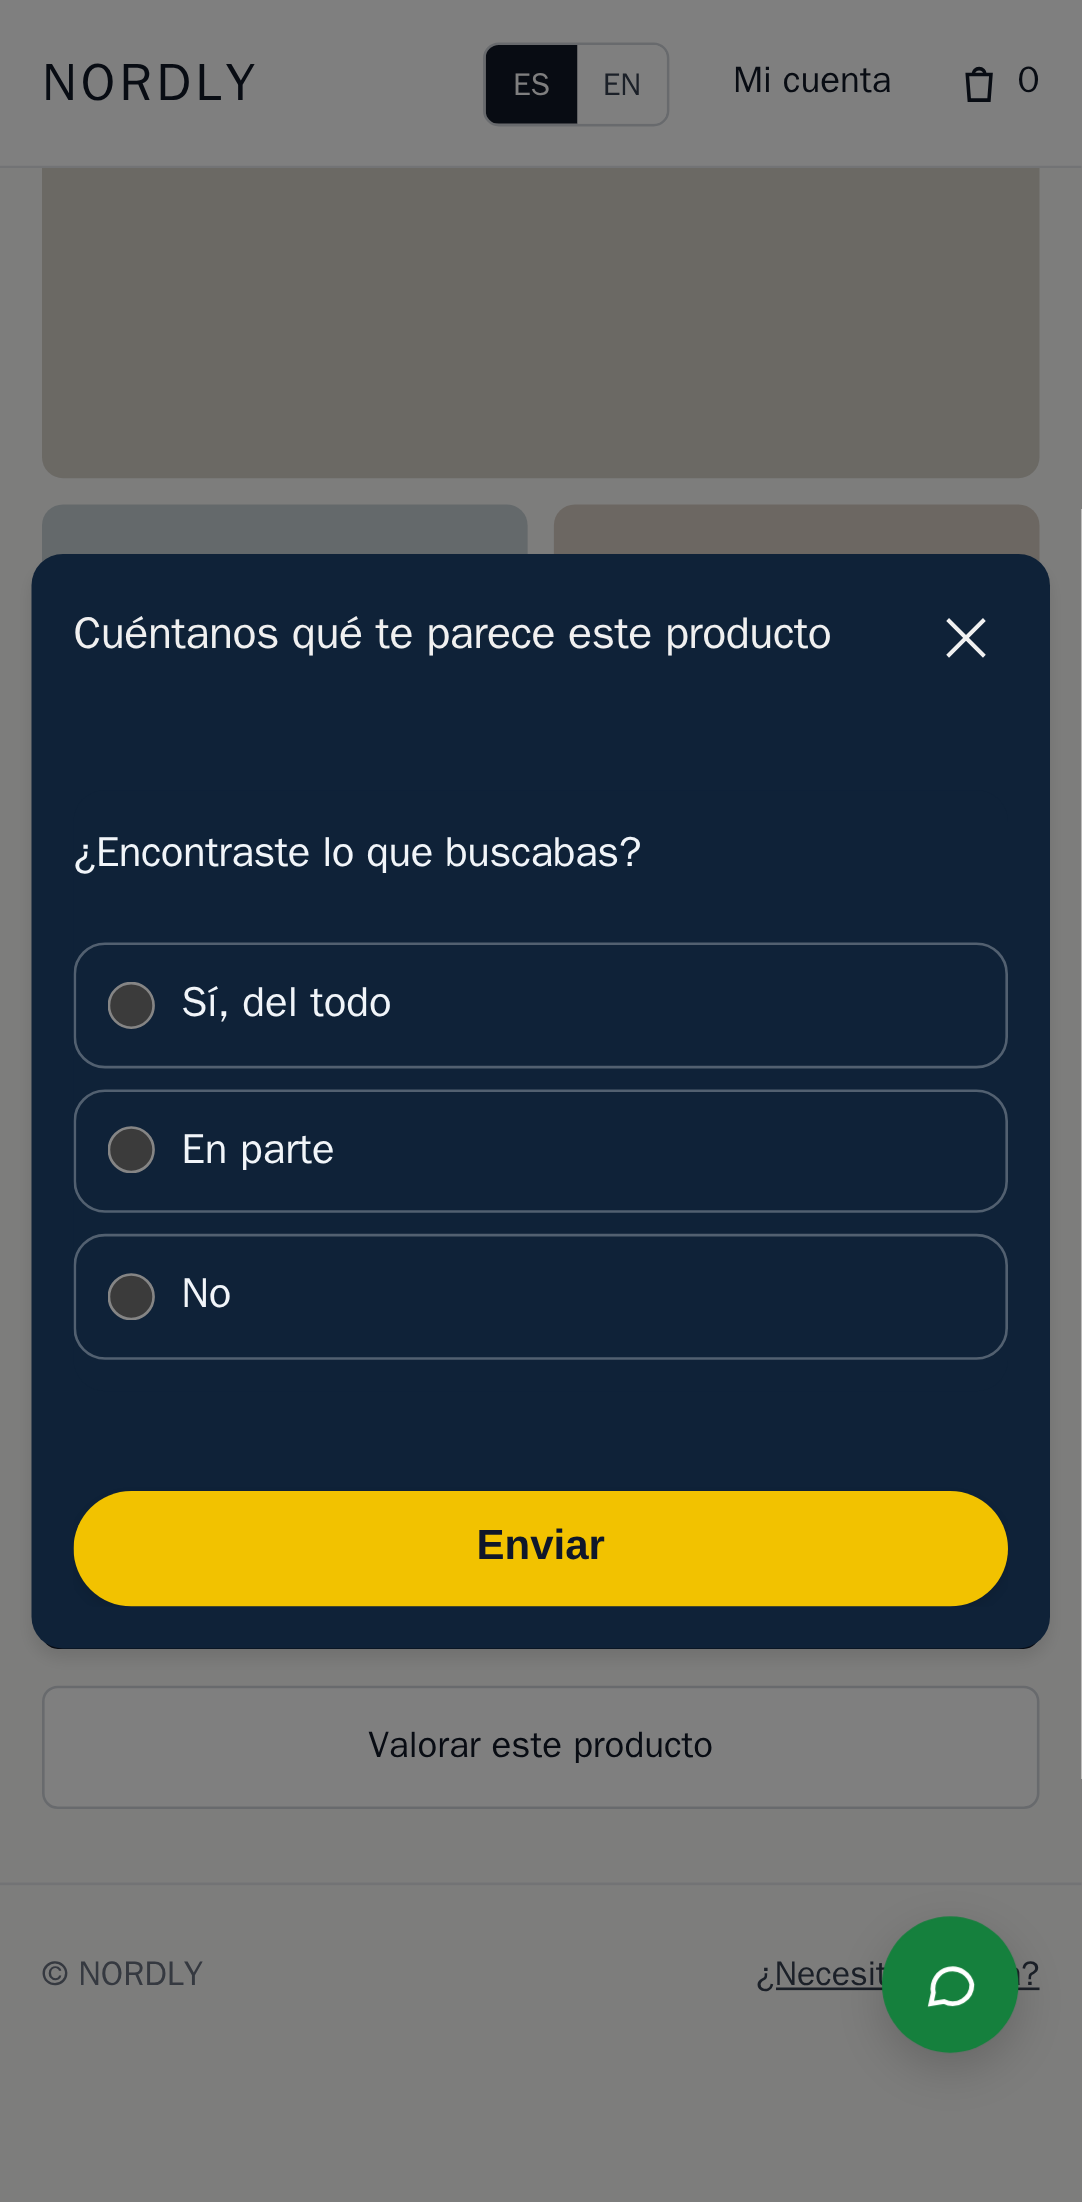 NORDLY
ES
EN
Mi cuenta
0
Cuéntanos qué te parece este producto
¿Encontraste lo que buscabas?
Sí, del todo
En parte
No
Enviar
Valorar este producto
© NORDLY